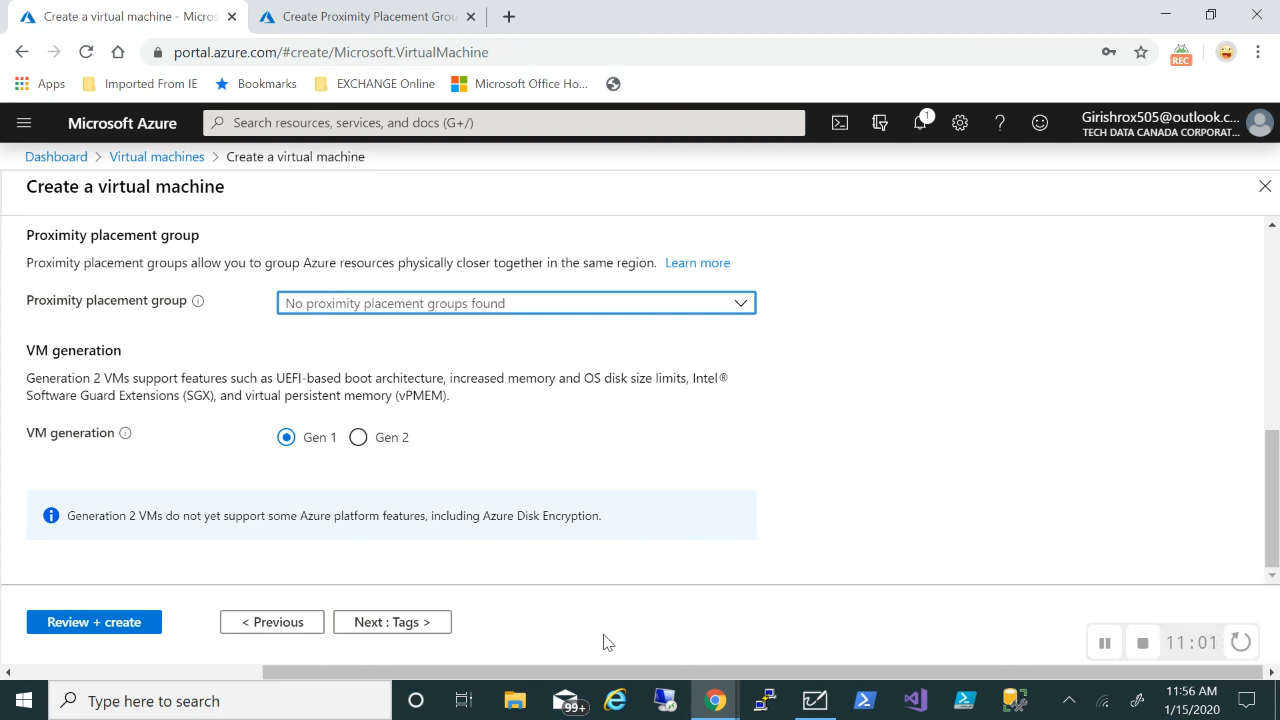 Create a virtual machine - Micros
Create Proximity Placement Grou
portal.azure.com/#create/Microsoft.VirtualMachine
REC
Apps
Imported From IE
Bookmarks
EXCHANGE Online
Microsoft Office Ho...
Microsoft Azure
Search resources, services, and docs (G+/)
1
Girishrox505@outlook.c...
TECH DATA CANADA CORPORAT...
Dashboard > Virtual machines > Create a virtual machine
Create a virtual machine
Proximity placement group
Proximity placement groups allow you to group Azure resources physically closer together in the same region. Learn more
Proximity placement group
No proximity placement groups found
VM generation
Generation 2 VMs support features such as UEFI-based boot architecture, increased memory and OS disk size limits, Intel®
Software Guard Extensions (SGX), and virtual persistent memory (vPMEM).
VM generation
Gen 1
Gen 2
Generation 2 VMs do not yet support some Azure platform features, including Azure Disk Encryption.
Review + create
< Previous
Next : Tags >
11:01
Type here to search
99+
11:56 AM
1/15/2020